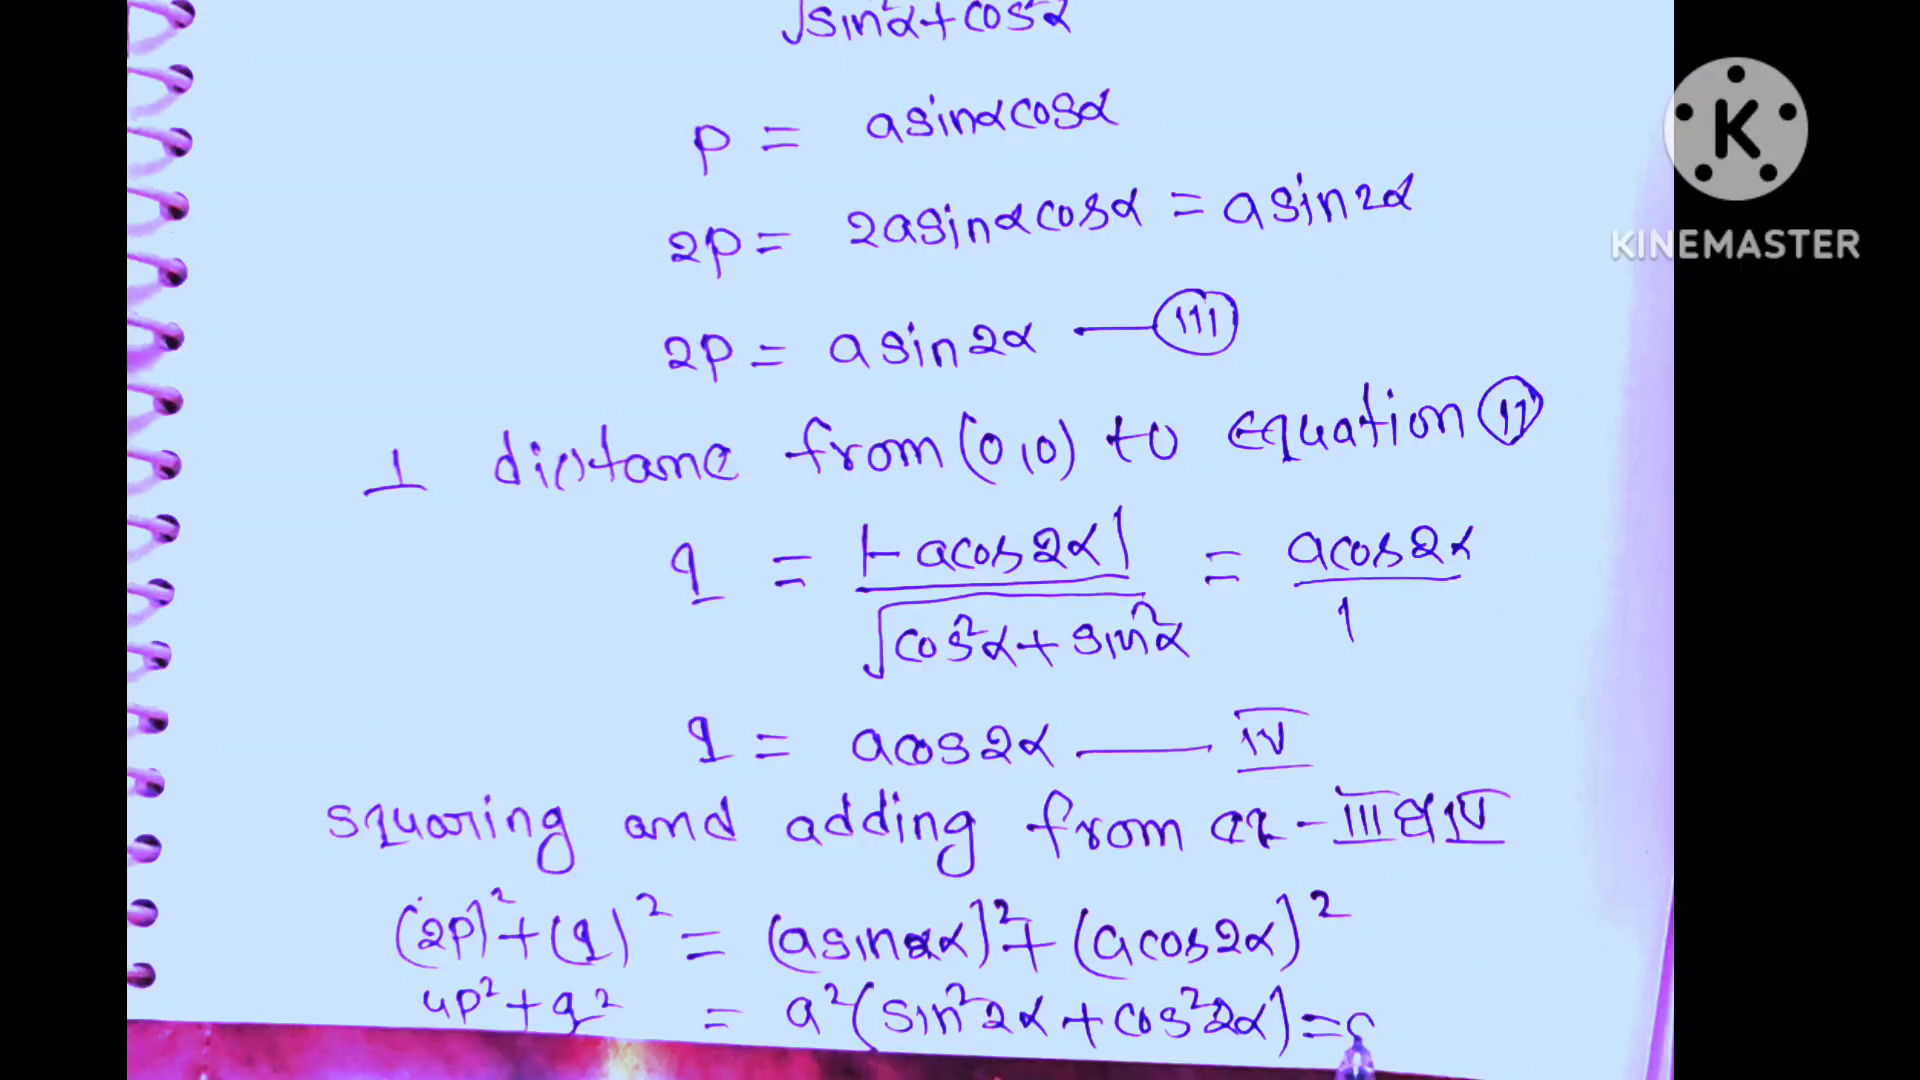 √sin²α+cos²α
p = asinαcosα
2p = 2asinαcosα = asin2α
2p = asin2α — (III)
⊥ distance from (0,0) to equation (II)
q = |-acos2α| / √cos²α+sin²α = acos2α / 1
q = acos2α — IV
squaring and adding from eq-III & IV
(2p)²+(q)² = (asin2α)²+(acos2α)²
4p²+q² = a²(sin²2α+cos²2α)=
K
KINEMASTER